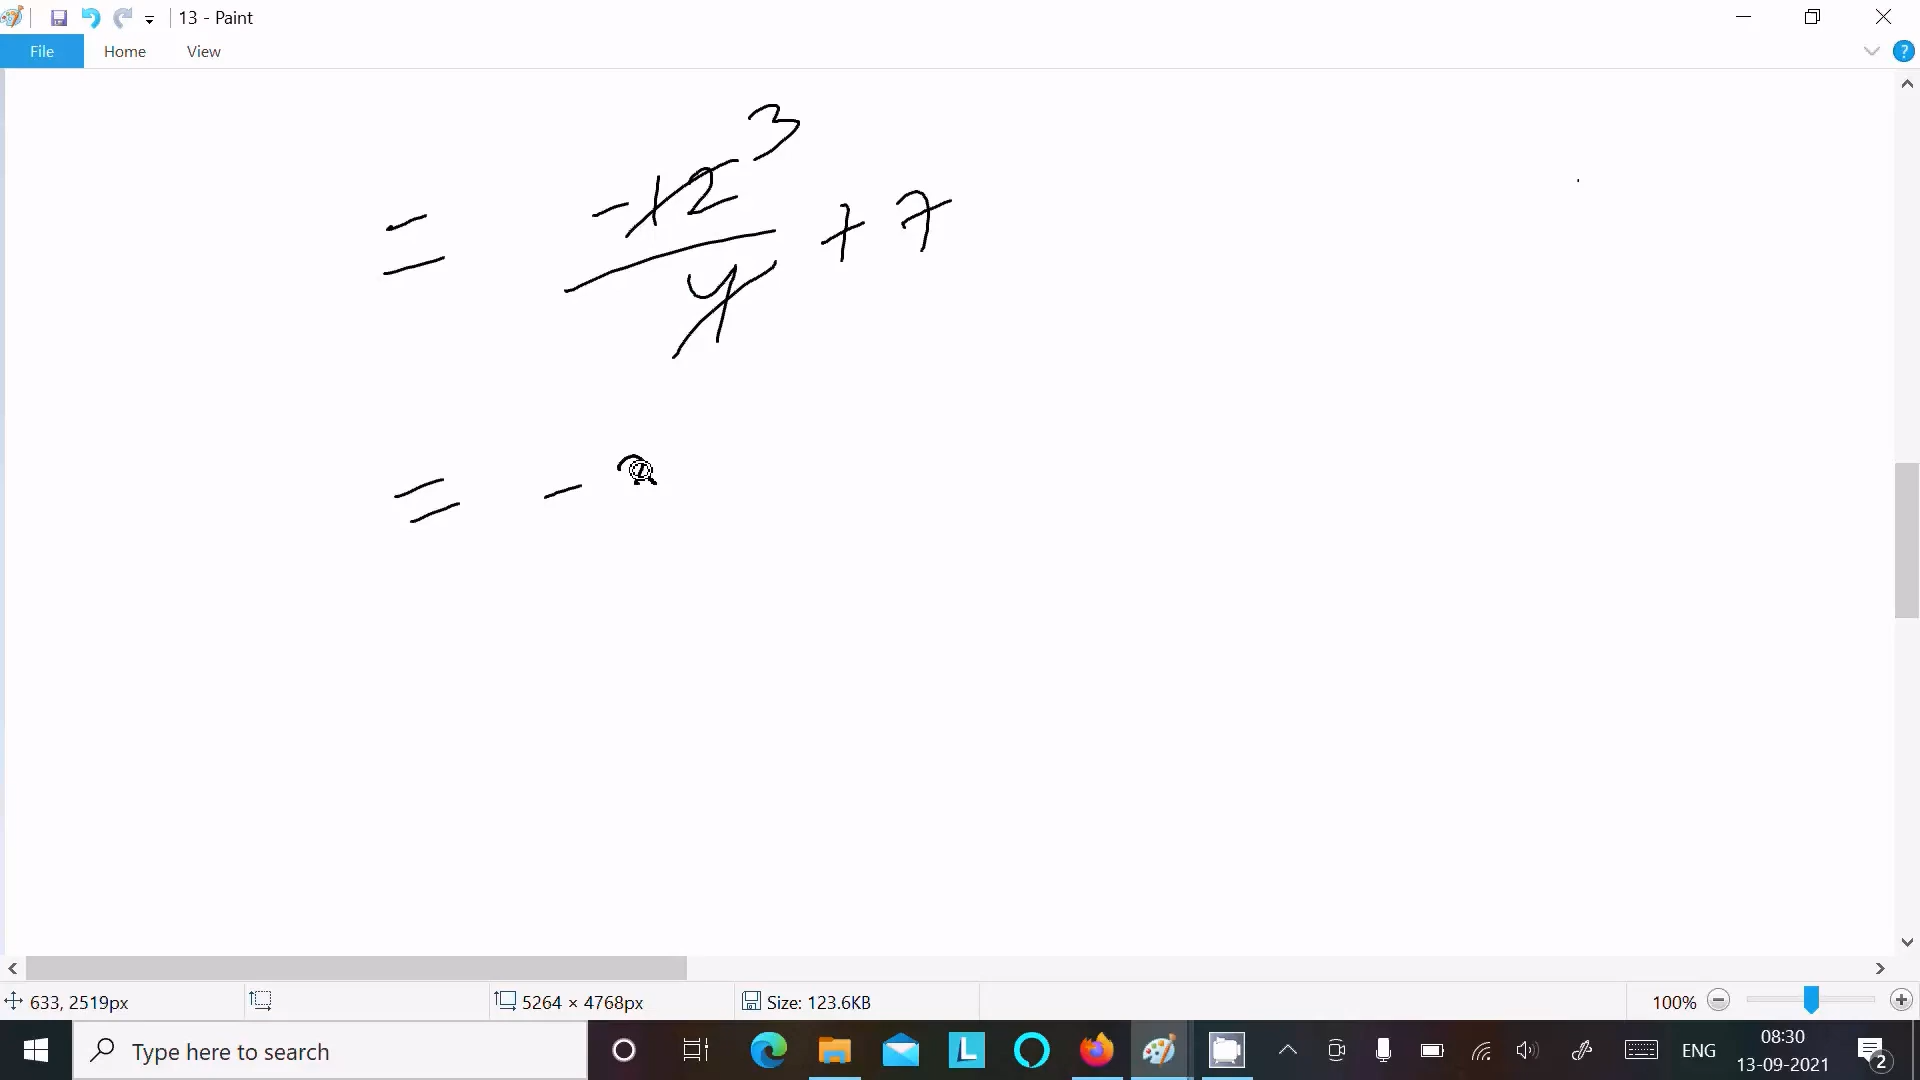 13 - Paint
File Home View
3
= -12/4 + 7
= -
633, 2519px 5264 × 4768px Size: 123.6KB 100%
Type here to search L ENG 08:30
13-09-2021 2